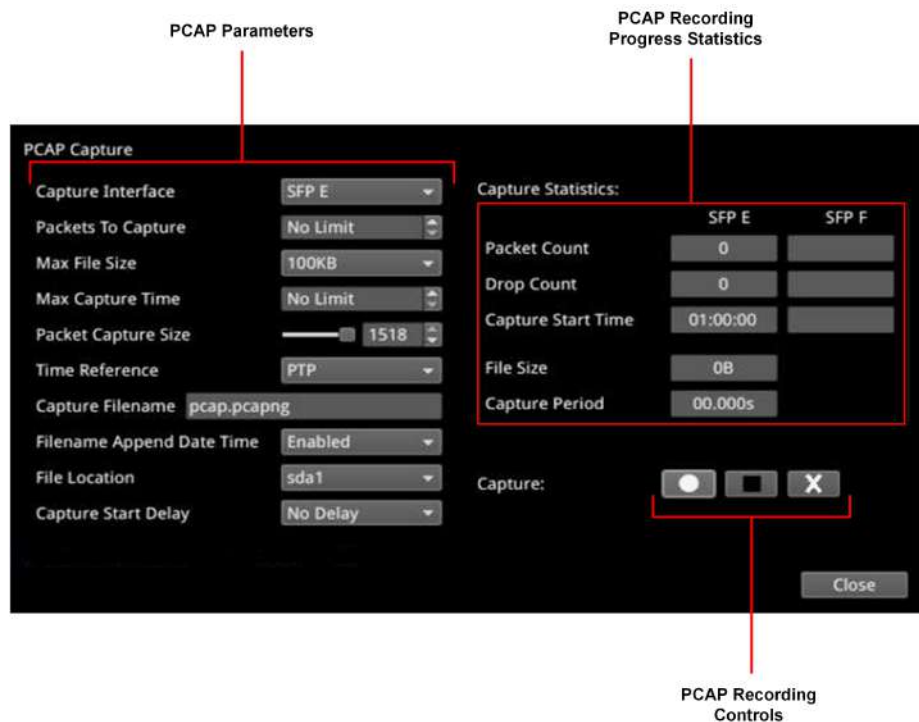 PCAP Parameters
PCAP Recording
Progress Statistics
PCAP Capture
Capture Interface SFP E
Packets To Capture No Limit
Max File Size 100KB
Max Capture Time No Limit
Packet Capture Size 1518
Time Reference PTP
Capture Filename pcap.pcapng
Filename Append Date Time Enabled
File Location sda1
Capture Start Delay No Delay
Capture Statistics:
SFP E SFP F
Packet Count 0
Drop Count 0
Capture Start Time 01:00:00
File Size 0B
Capture Period 00.000s
Capture: X
Close
PCAP Recording
Controls